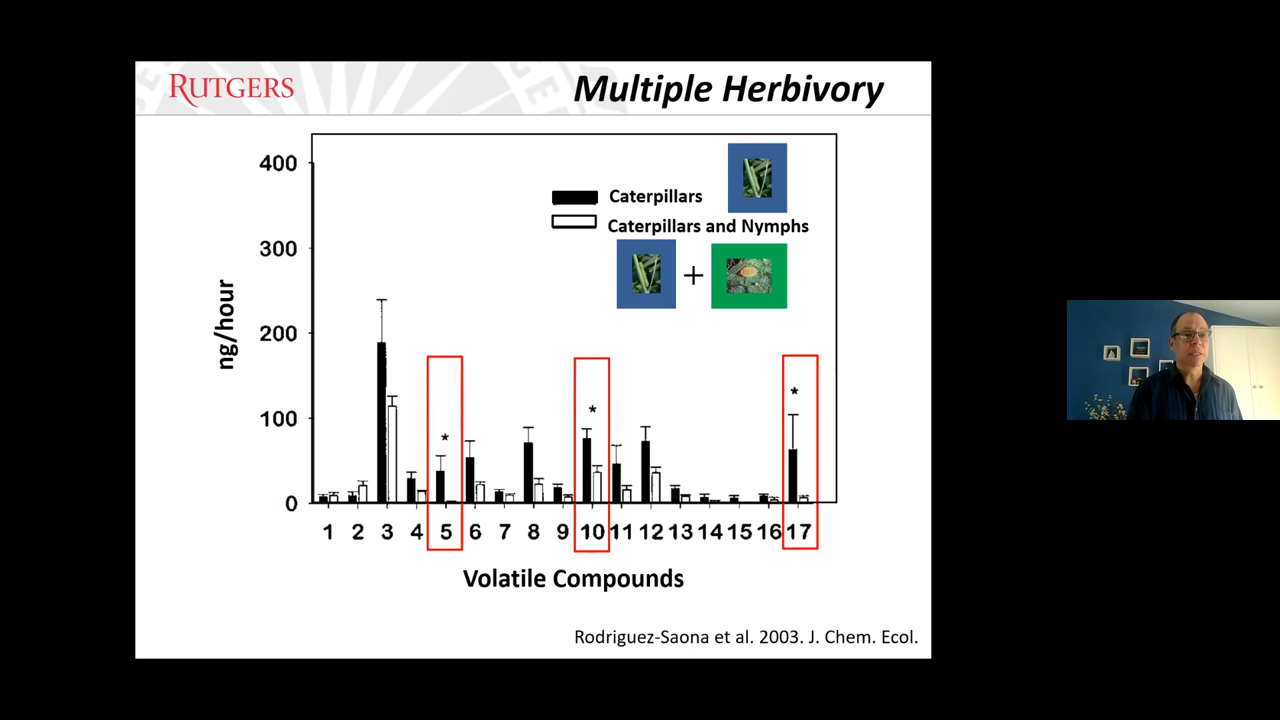 RUTGERS
Multiple Herbivory
400
300
200
100
0
ng/hour
Caterpillars
Caterpillars and Nymphs
+
*
*
*
1 2 3 4 5 6 7 8 9 10 11 12 13 14 15 16 17
Volatile Compounds
Rodriguez-Saona et al. 2003. J. Chem. Ecol.